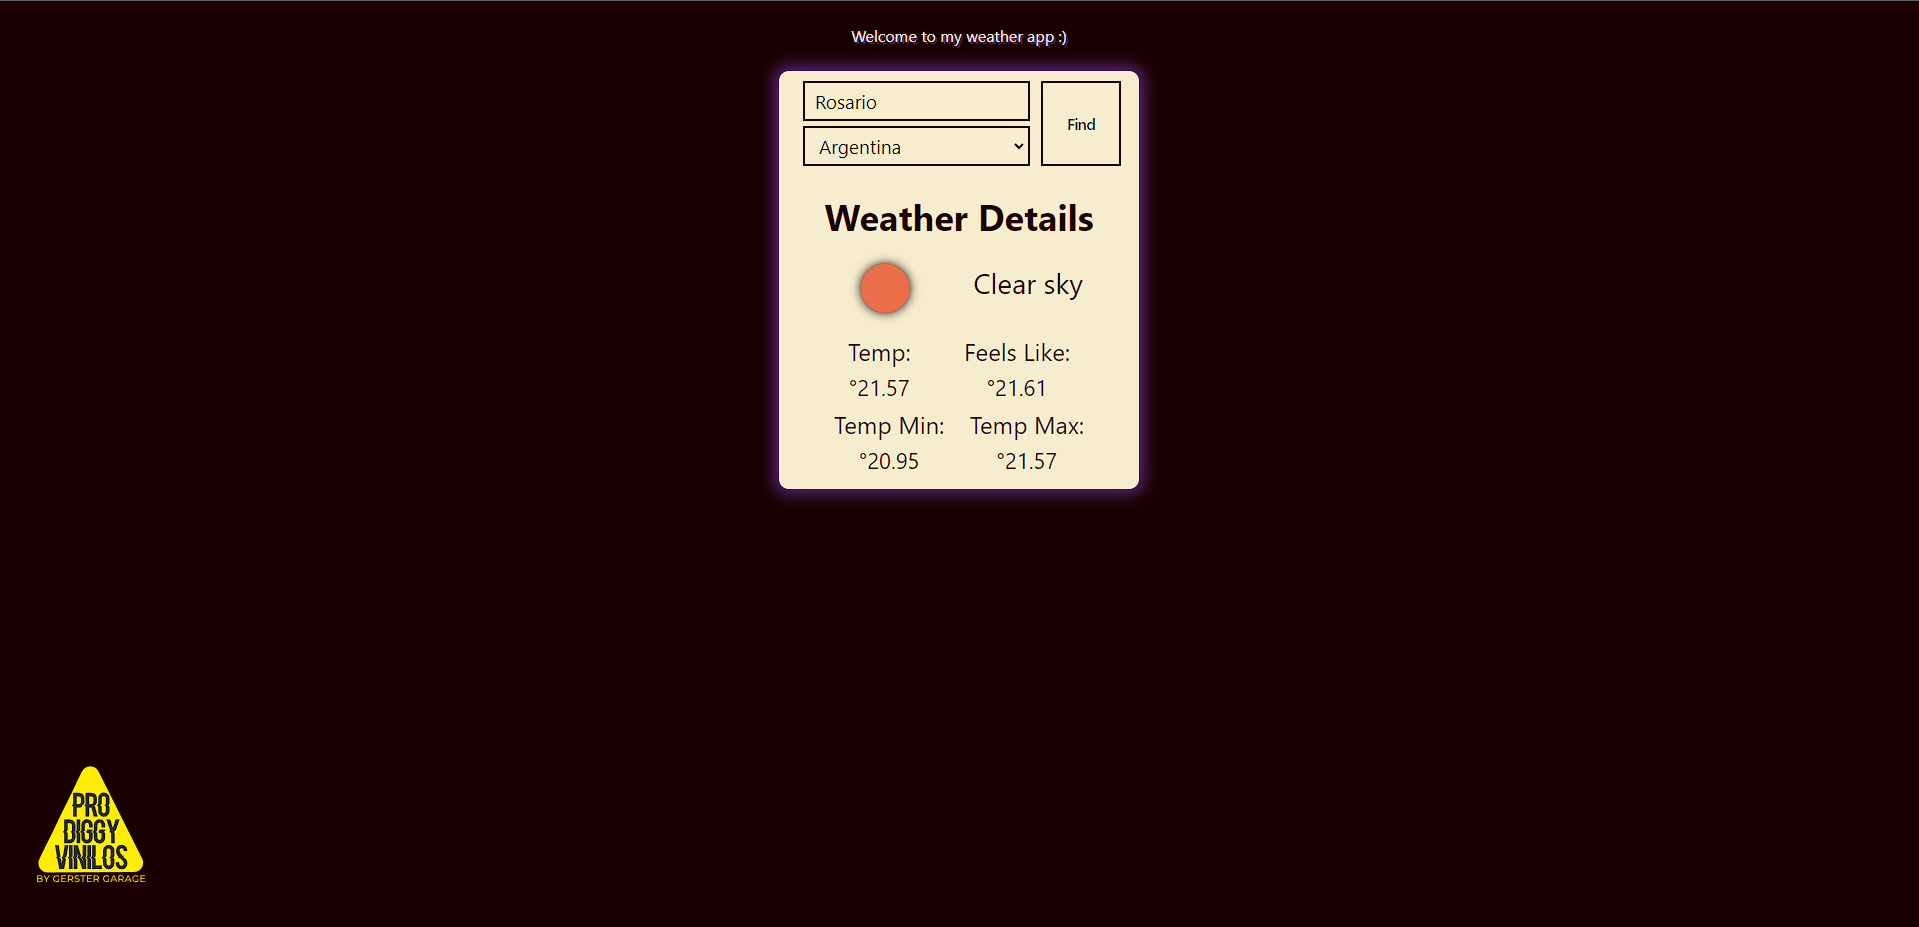 Welcome to my weather app :)
Rosario
Find
Argentina
Weather Details
Clear sky
Temp: Feels Like:
°21.57 °21.61
Temp Min: Temp Max:
°20.95 °21.57
PRO
DIGGY
VINILOS
BY GERSTER GARAGE